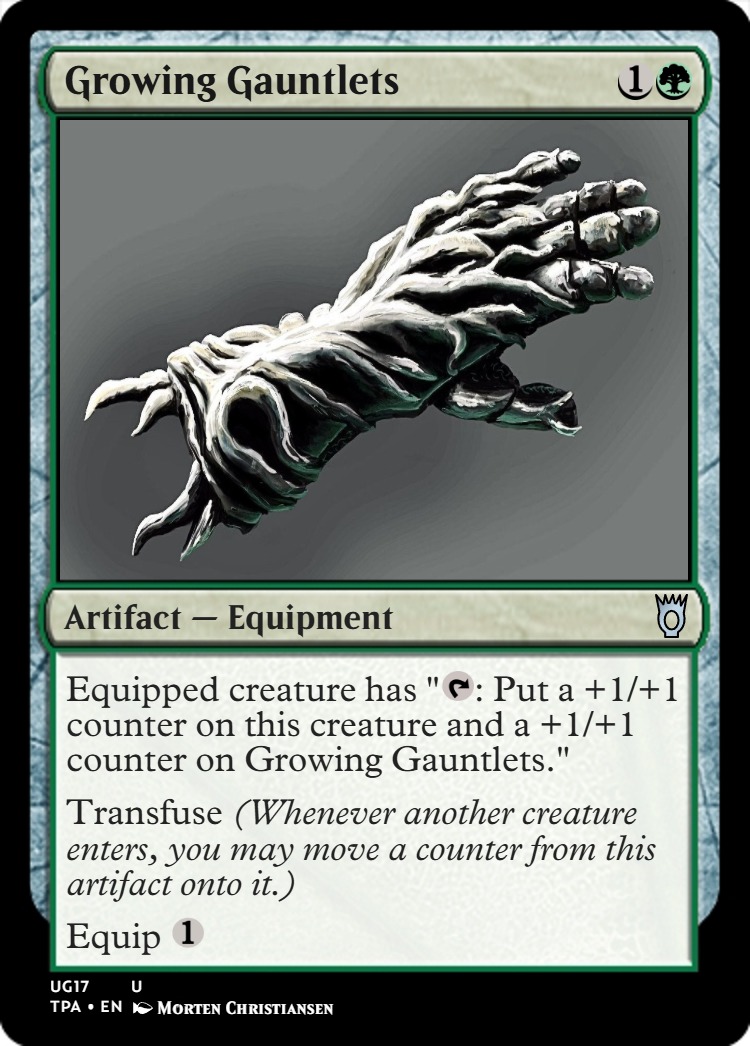 Growing Gauntlets 1
Artifact — Equipment
Equipped creature has ": Put a +1/+1
counter on this creature and a +1/+1
counter on Growing Gauntlets."
Transfuse (Whenever another creature
enters, you may move a counter from this
artifact onto it.)
Equip 1
UG17 U
TPA • EN Morten Christiansen